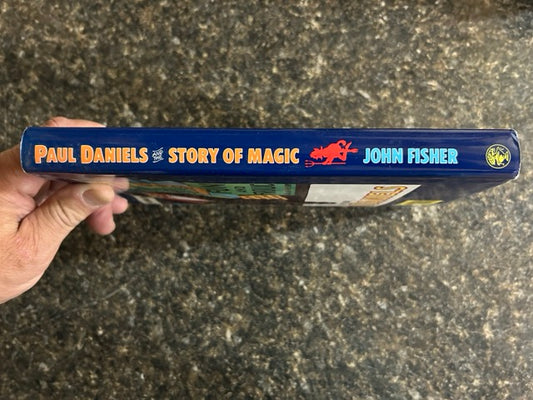 PAUL DANIELS and the STORY OF MAGIC JOHN FISHER